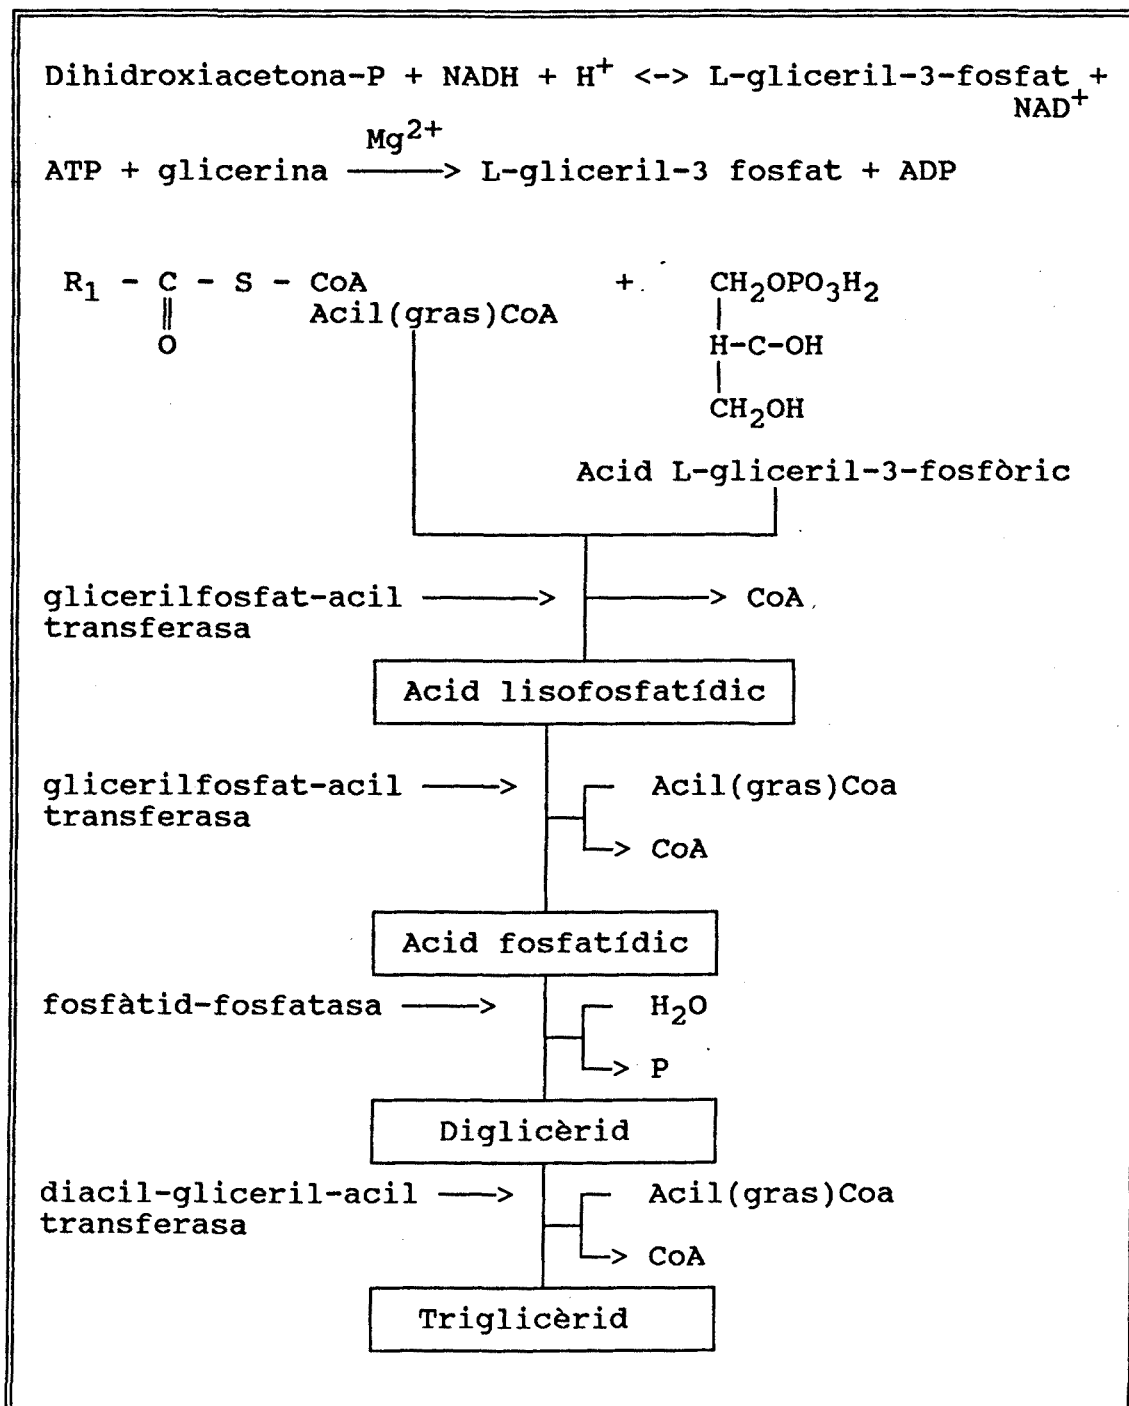 Dihidroxiacetona-P + NADH + H⁺ <-> L-gliceril-3-fosfat +
NAD⁺
Mg²⁺
ATP + glicerina ———> L-gliceril-3 fosfat + ADP
R₁ - C - S - CoA + CH₂OPO₃H₂
Acil(gras)CoA
O
H-C-OH
CH₂OH
Acid L-gliceril-3-fosfòric
glicerilfosfat-acil ———> ———> CoA
transferasa
Acid lisofosfatídic
glicerilfosfat-acil ———> Acil(gras)Coa
transferasa
> CoA
Acid fosfatídic
fosfàtid-fosfatasa ———> H₂O
> P
Diglicèrid
diacil-gliceril-acil ———> Acil(gras)Coa
transferasa
> CoA
Triglicèrid